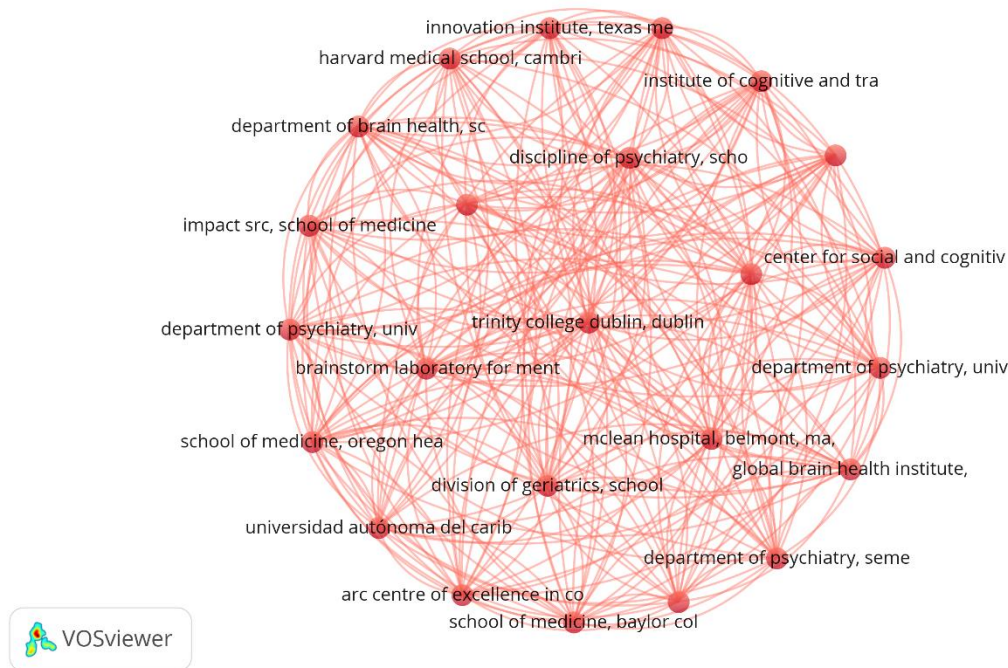 innovation institute, texas me
harvard medical school, cambri
institute of cognitive and tra
department of brain health, sc
discipline of psychiatry, scho
impact src, school of medicine
center for social and cognitiv
department of psychiatry, univ
trinity college dublin, dublin
brainstorm laboratory for ment
department of psychiatry, univ
school of medicine, oregon hea
mclean hospital, belmont, ma,
global brain health institute,
division of geriatrics, school
universidad autónoma del carib
department of psychiatry, seme
arc centre of excellence in co
school of medicine, baylor col
VOSviewer